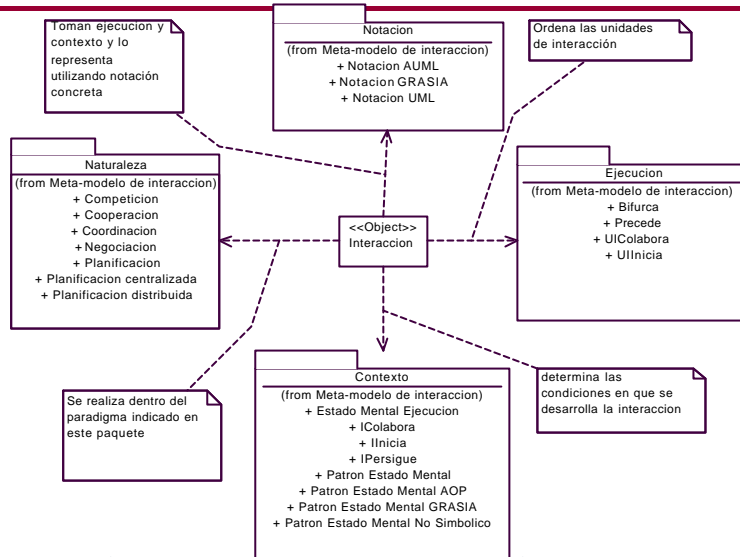 Toman ejecucion y
contexto y lo
representa
utilizando notación
concreta
Notacion
(from Meta-modelo de interaccion)
+ Notacion AUML
+ Notacion GRASIA
+ Notacion UML
Ordena las unidades
de interacción
Naturaleza
(from Meta-modelo de interaccion)
+ Competicion
+ Cooperacion
+ Coordinacion
+ Negociacion
+ Planificacion
+ Planificacion centralizada
+ Planificacion distribuida
<<Object>>
Interaccion
Ejecucion
(from Meta-modelo de interaccion)
+ Bifurca
+ Precede
+ UIColabora
+ UIInicia
Se realiza dentro del
paradigma indicado en
este paquete
Contexto
(from Meta-modelo de interaccion)
+ Estado Mental Ejecucion
+ IColabora
+ IInicia
+ IPersigue
+ Patron Estado Mental
+ Patron Estado Mental AOP
+ Patron Estado Mental GRASIA
+ Patron Estado Mental No Simbolico
determina las
condiciones en que se
desarrolla la interaccion